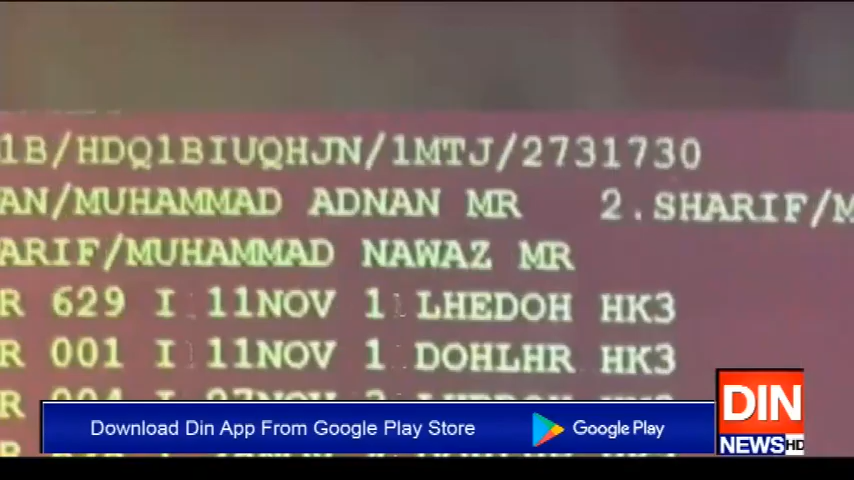 1B/HDQ1BIUQHJN/1MTJ/2731730
AN/MUHAMMAD ADNAN MR 2.SHARIF/M
ARIF/MUHAMMAD NAWAZ MR
R 629 I 11NOV 1 LHEDOH HK3
R 001 I 11NOV 1 DOHLHR HK3
Download Din App From Google Play Store
Google Play
DIN
NEWS HD